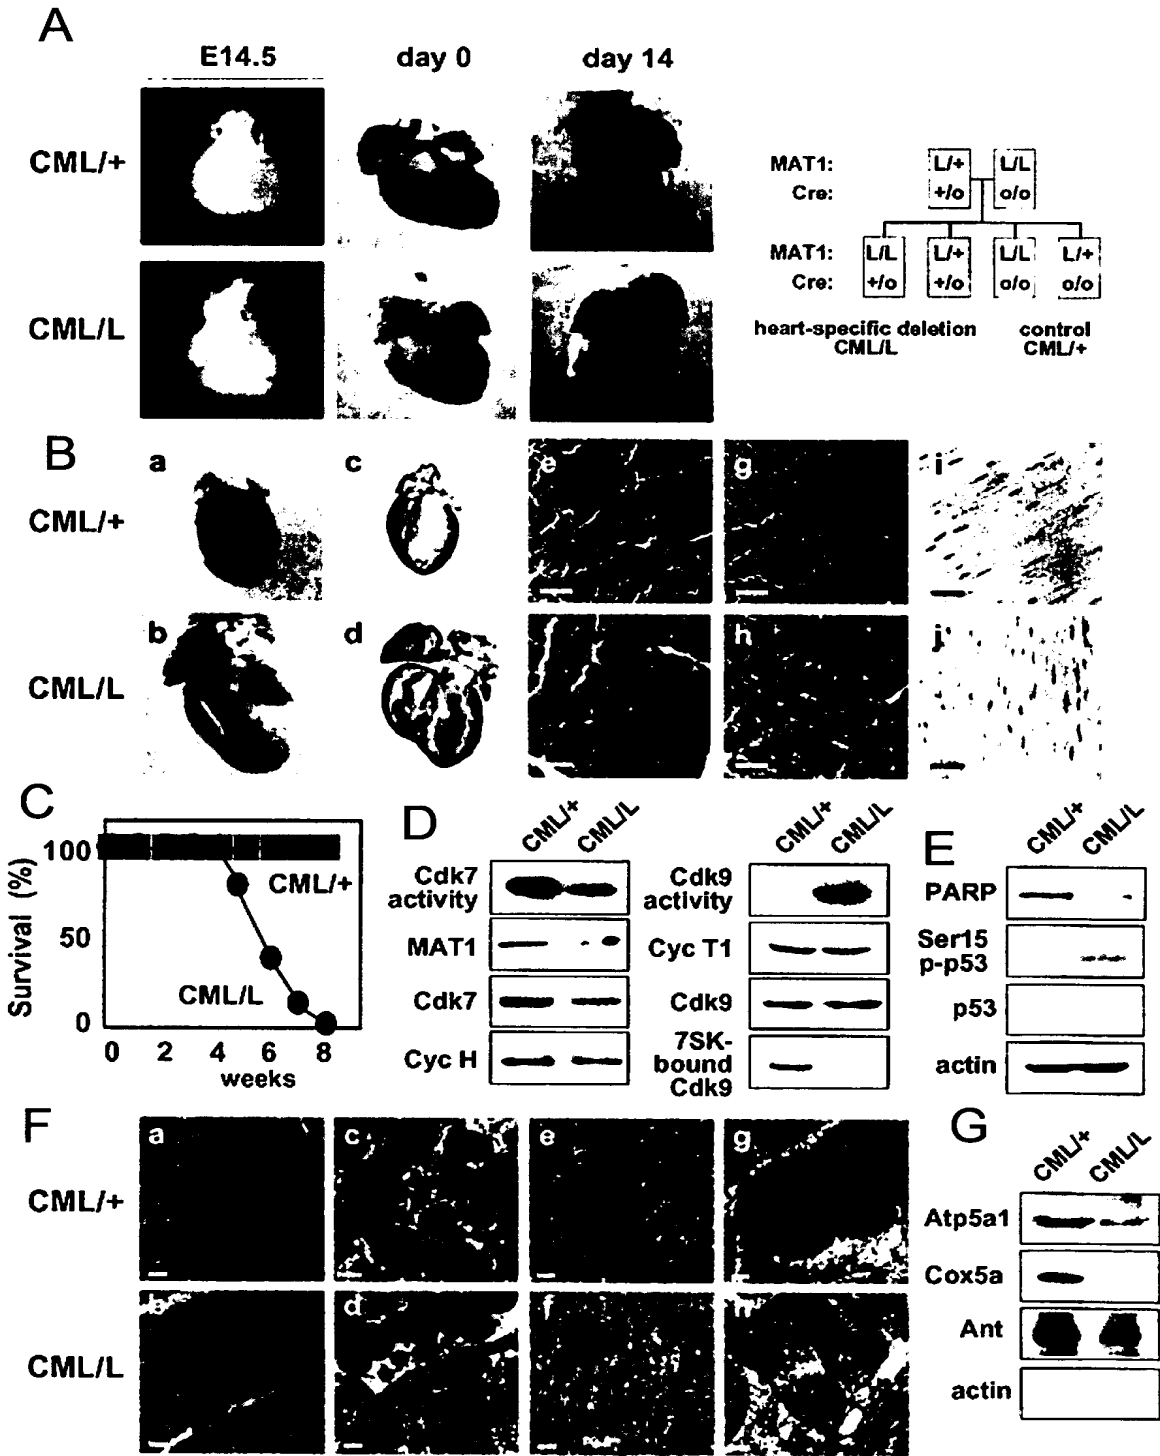 A
E14.5 day 0 day 14
CML/+
CML/L
MAT1: L/+ L/L
Cre: +/o o/o
MAT1: L/L L/+ L/L L/+
Cre: +/o +/o o/o o/o
heart-specific deletion control
CML/L CML/+
B
CML/+
CML/L
a c e g i
b d h j
C
Survival (%)
100
50
0
CML/+
CML/L
0 2 4 6 8
weeks
D
CML/+ CML/L
Cdk7
activity
MAT1
Cdk7
Cyc H
CML/+ CML/L
Cdk9
activity
Cyc T1
Cdk9
7SK-
bound
Cdk9
E
CML/+ CML/L
PARP
Ser15
p-p53
p53
actin
F
CML/+
CML/L
a c e g
b d f h
G
CML/+ CML/L
Atp5a1
Cox5a
Ant
actin